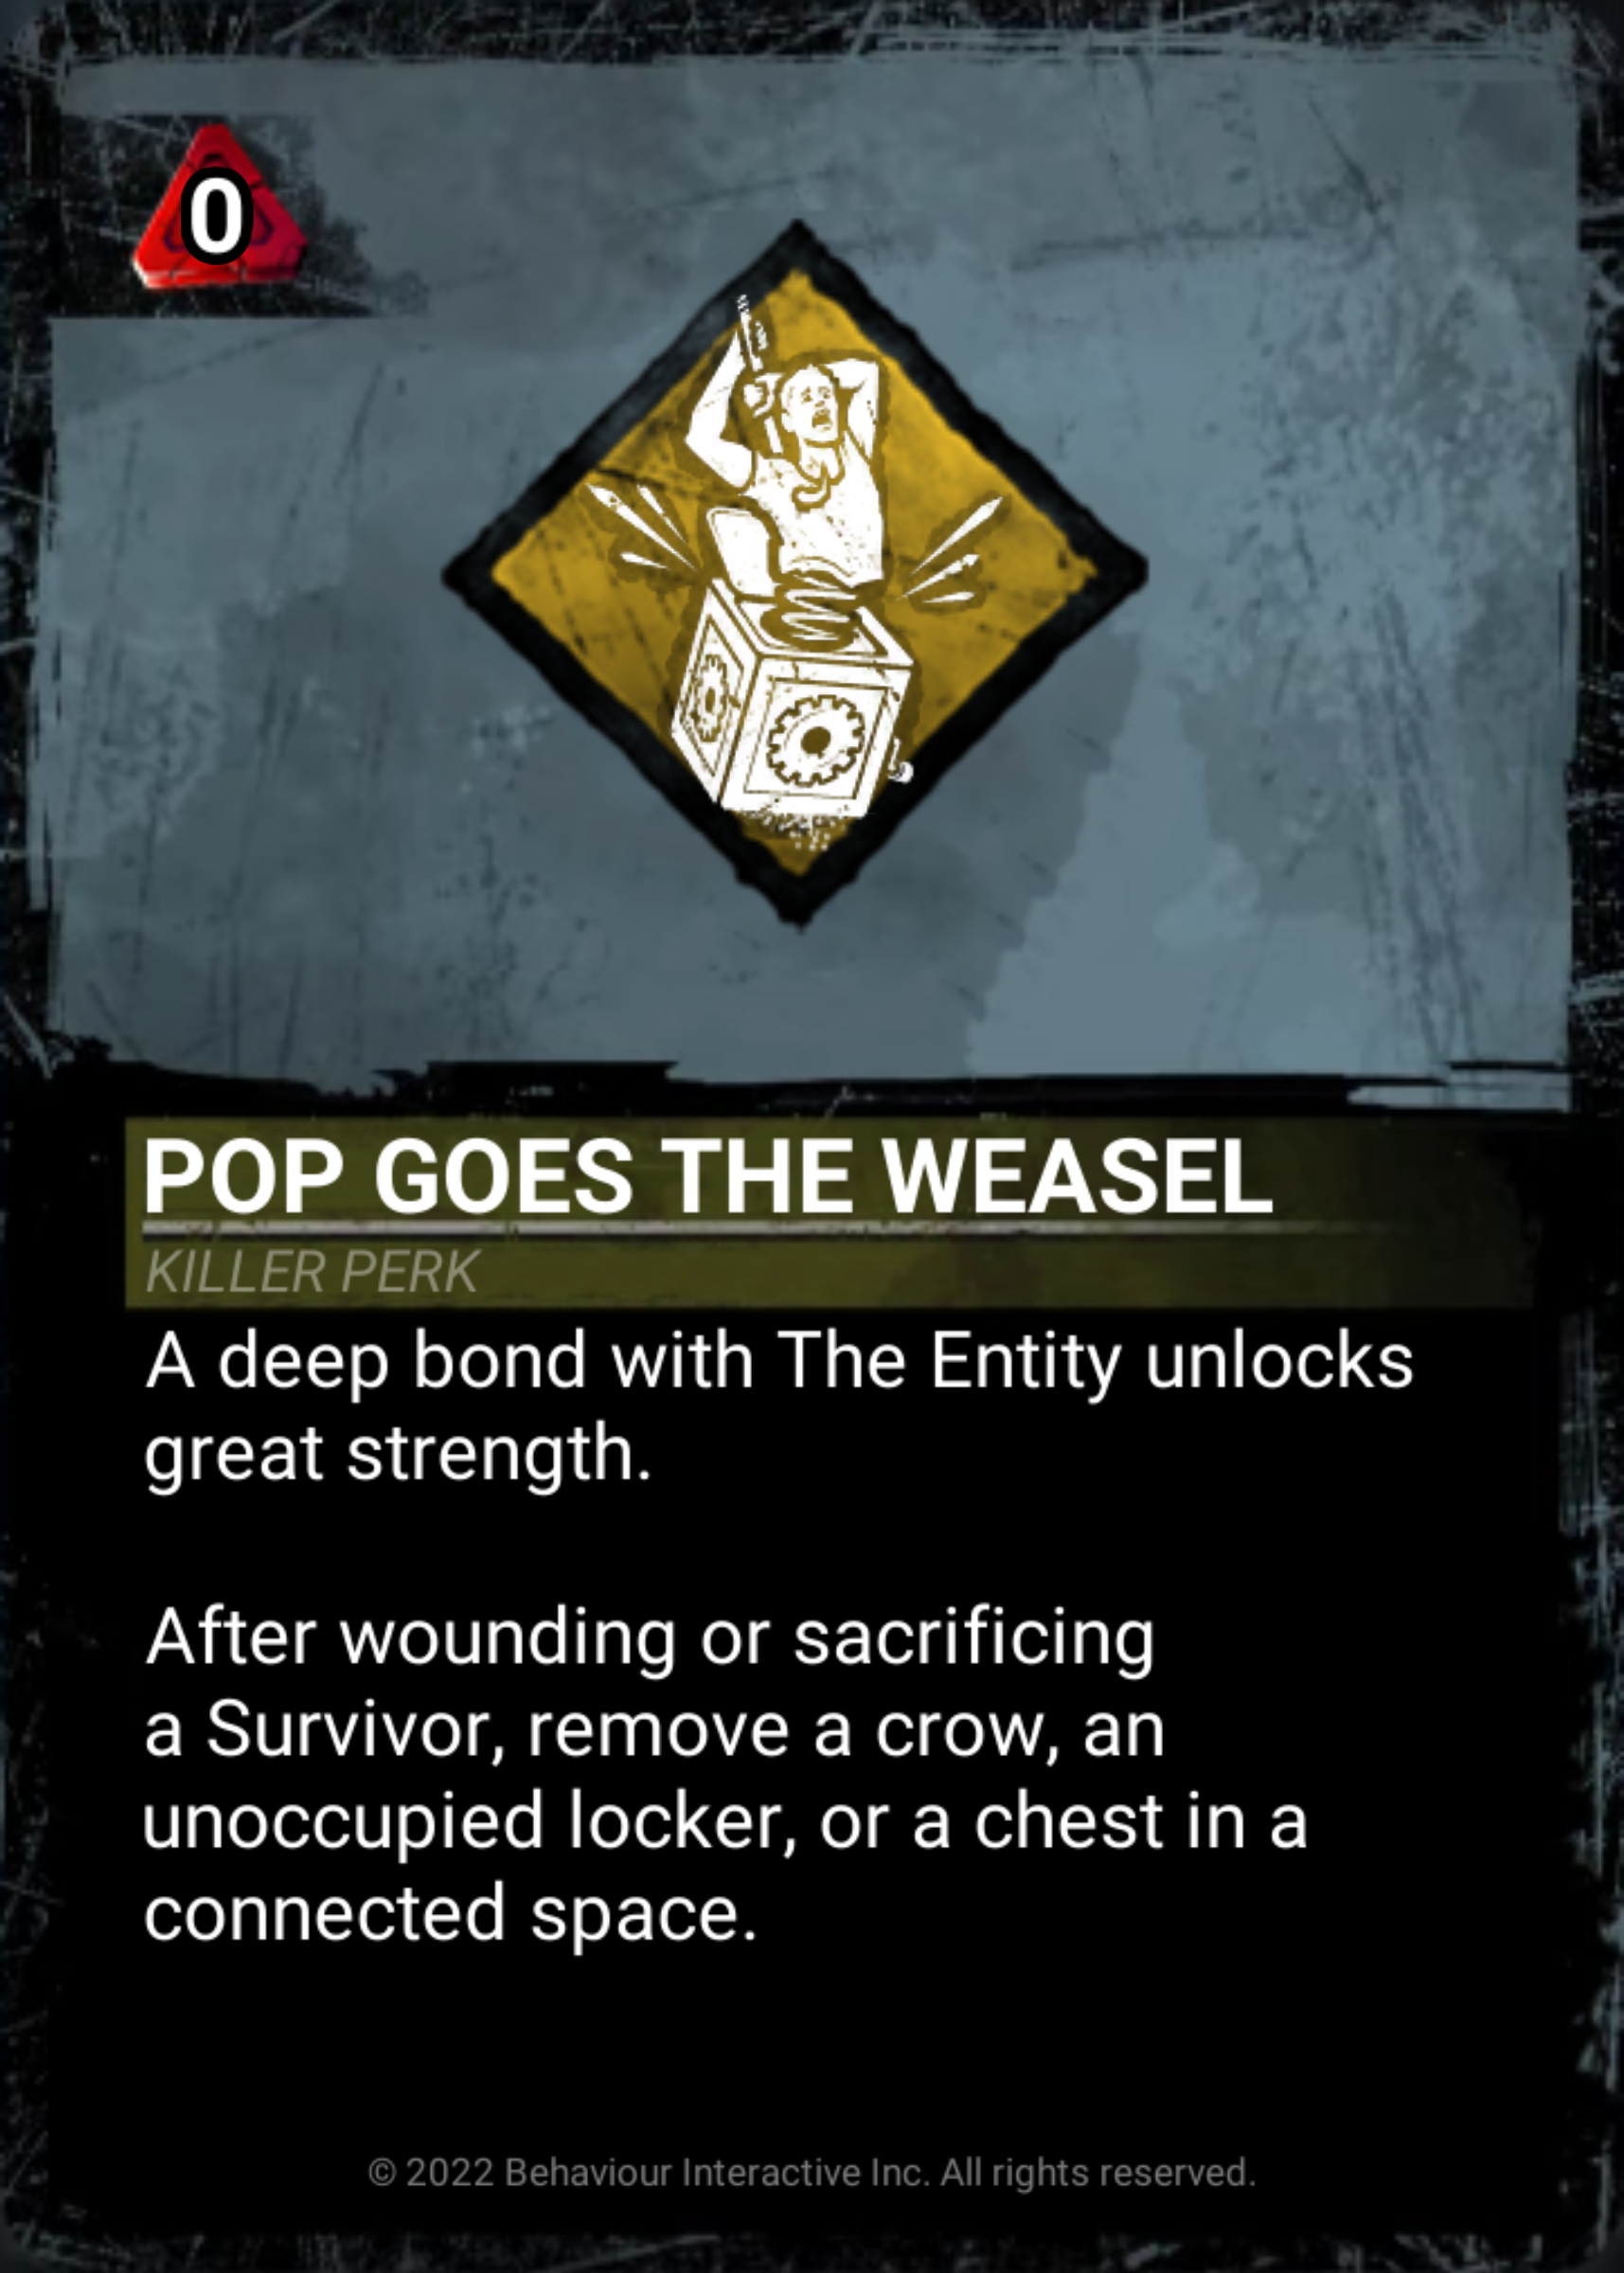 0
POP GOES THE WEASEL
KILLER PERK
A deep bond with The Entity unlocks
great strength.
After wounding or sacrificing
a Survivor, remove a crow, an
unoccupied locker, or a chest in a
connected space.
© 2022 Behaviour Interactive Inc. All rights reserved.